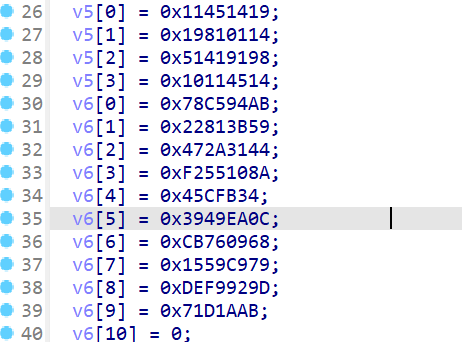 26 v5[0] = 0x11451419;
27 v5[1] = 0x19810114;
28 v5[2] = 0x51419198;
29 v5[3] = 0x10114514;
30 v6[0] = 0x78C594AB;
31 v6[1] = 0x22813B59;
32 v6[2] = 0x472A3144;
33 v6[3] = 0xF255108A;
34 v6[4] = 0x45CFB34;
35 v6[5] = 0x3949EA0C;
36 v6[6] = 0xCB760968;
37 v6[7] = 0x1559C979;
38 v6[8] = 0xDEF9929D;
39 v6[9] = 0x71D1AAB;
40 v6[10] = 0;